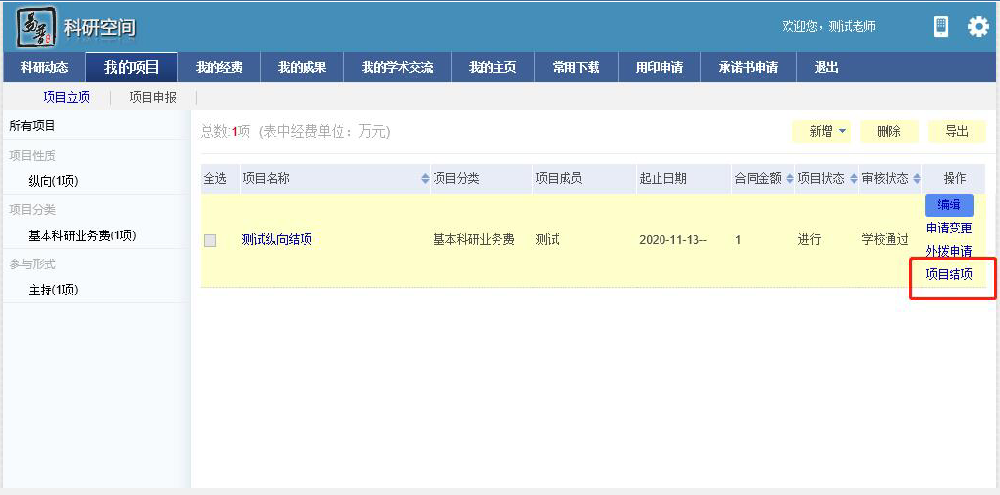 易普 科研空间
欢迎您，测试老师
科研动态 我的项目 我的经费 我的成果 我的学术交流 我的主页 常用下载 用印申请 承诺书申请 退出
项目立项 项目申报
所有项目
项目性质
纵向(1项)
项目分类
基本科研业务费(1项)
参与形式
主持(1项)
总数:1项 (表中经费单位：万元)
新增 删除 导出
全选 项目名称 项目分类 项目成员 起止日期 合同金额 项目状态 审核状态 操作
测试纵向结项 基本科研业务费 测试 2020-11-13-- 1 进行 学校通过
编辑
申请变更
外拨申请
项目结项